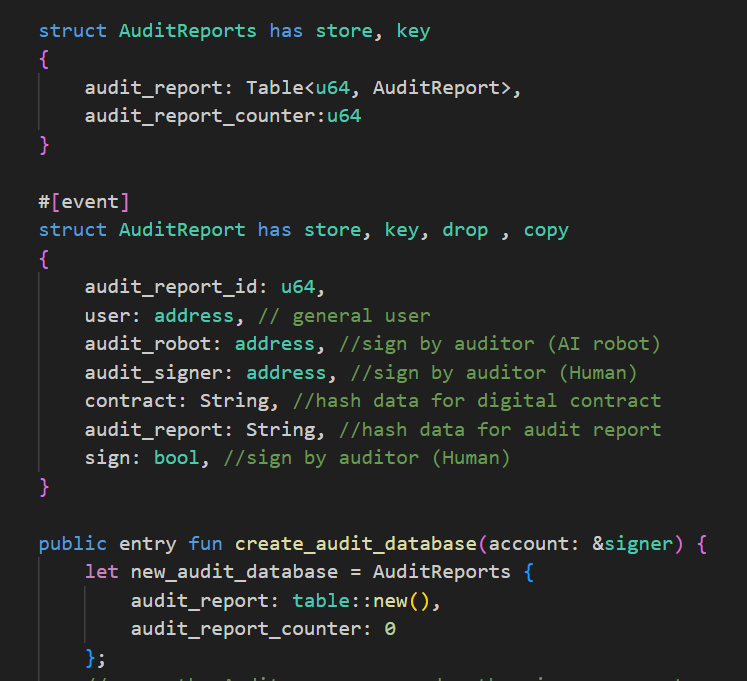 struct AuditReports has store, key
{
    audit_report: Table<u64, AuditReport>,
    audit_report_counter:u64
}
#[event]
struct AuditReport has store, key, drop , copy
{
    audit_report_id: u64,
    user: address, // general user
    audit_robot: address, //sign by auditor (AI robot)
    audit_signer: address, //sign by auditor (Human)
    contract: String, //hash data for digital contract
    audit_report: String, //hash data for audit report
    sign: bool, //sign by auditor (Human)
}
public entry fun create_audit_database(account: &signer) {
    let new_audit_database = AuditReports {
        audit_report: table::new(),
        audit_report_counter: 0
    };